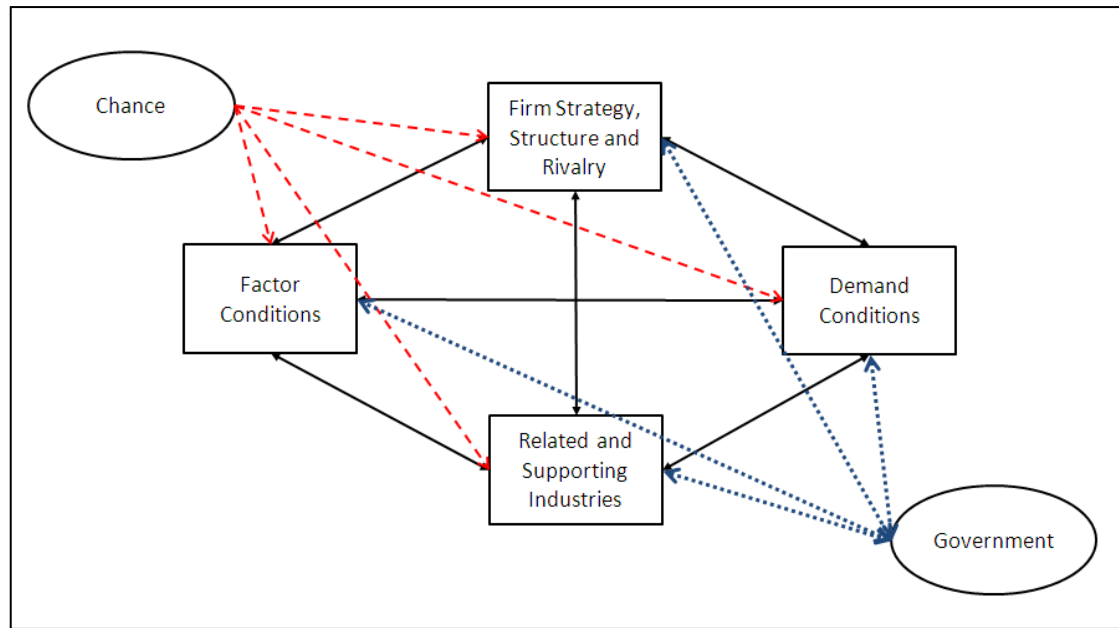 Chance
Firm Strategy,
Structure and
Rivalry
Factor
Conditions
Demand
Conditions
Related and
Supporting
Industries
Government